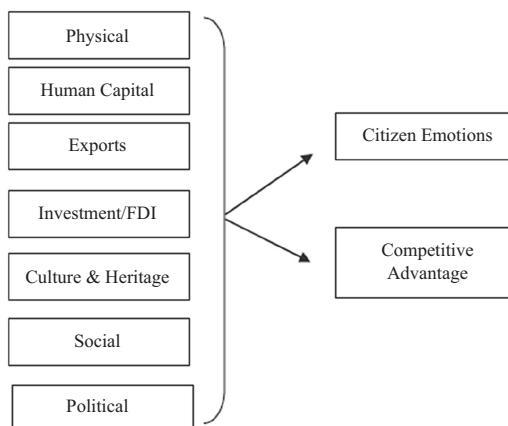 Physical
Human Capital
Exports
Investment/FDI
Culture & Heritage
Social
Political
Citizen Emotions
Competitive
Advantage